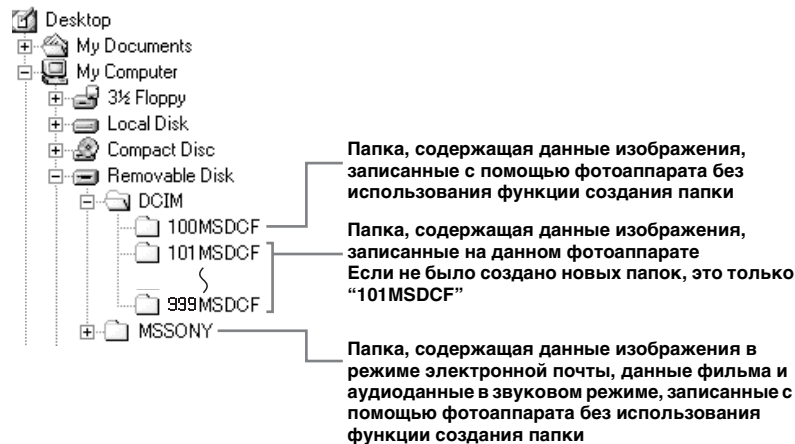 Desktop
My Documents
My Computer
3½ Floppy
Local Disk
Compact Disc
Removable Disk
DCIM
100MSDCF
101MSDCF
999MSDCF
MSSONY
Папка, содержащая данные изображения,
записанные с помощью фотоаппарата без
использования функции создания папки
Папка, содержащая данные изображения,
записанные на данном фотоаппарате
Если не было создано новых папок, это только
“101MSDCF”
Папка, содержащая данные изображения в
режиме электронной почты, данные фильма и
аудиоданные в звуковом режиме, записанные с
помощью фотоаппарата без использования
функции создания папки